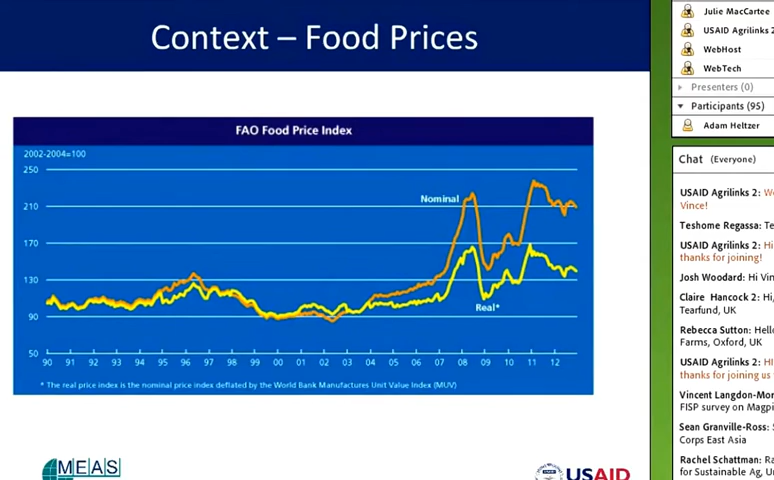 Context – Food Prices
FAO Food Price Index
2002-2004=100
250
210
170
130
90
50
Nominal
Real*
90 91 92 93 94 95 96 97 98 99 00 01 02 03 04 05 06 07 08 09 10 11 12
* The real price index is the nominal price index deflated by the World Bank Manufactures Unit Value Index (MUV)
MEAS
USAID
Julie MacCartee
USAID Agrilinks 2
WebHost
WebTech
Presenters (0)
Participants (95)
Adam Heltzer
Chat (Everyone)
USAID Agrilinks 2:
Vince!
Teshome Regassa:
USAID Agrilinks 2: Hi
thanks for joining!
Josh Woodard: Hi Vin
Claire Hancock 2: Hi,
Tearfund, UK
Rebecca Sutton: Hello
Farms, Oxford, UK
USAID Agrilinks 2: HI
thanks for joining us
Vincent Langdon-Mor
FISP survey on Magpi
Sean Granville-Ross:
Corps East Asia
Rachel Schattman:
for Sustainable Ag,